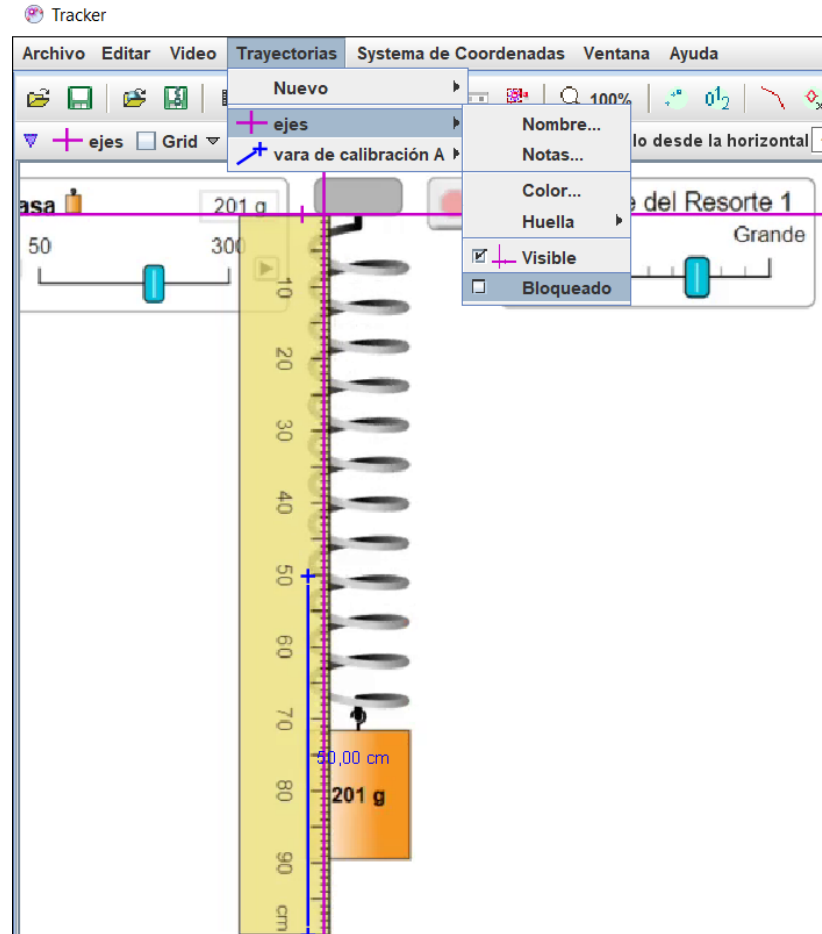 Tracker
Archivo Editar Video Trayectorias Systema de Coordenadas Ventana Ayuda
Nuevo
100%
ejes Grid
ejes
Nombre...
lo desde la horizontal
vara de calibración A
Notas...
asa
201 g
Color...
del Resorte 1
Huella
50
300
Grande
Visible
Bloqueado
10
20
30
40
50
60
70
50,00 cm
80
201 g
90
cm